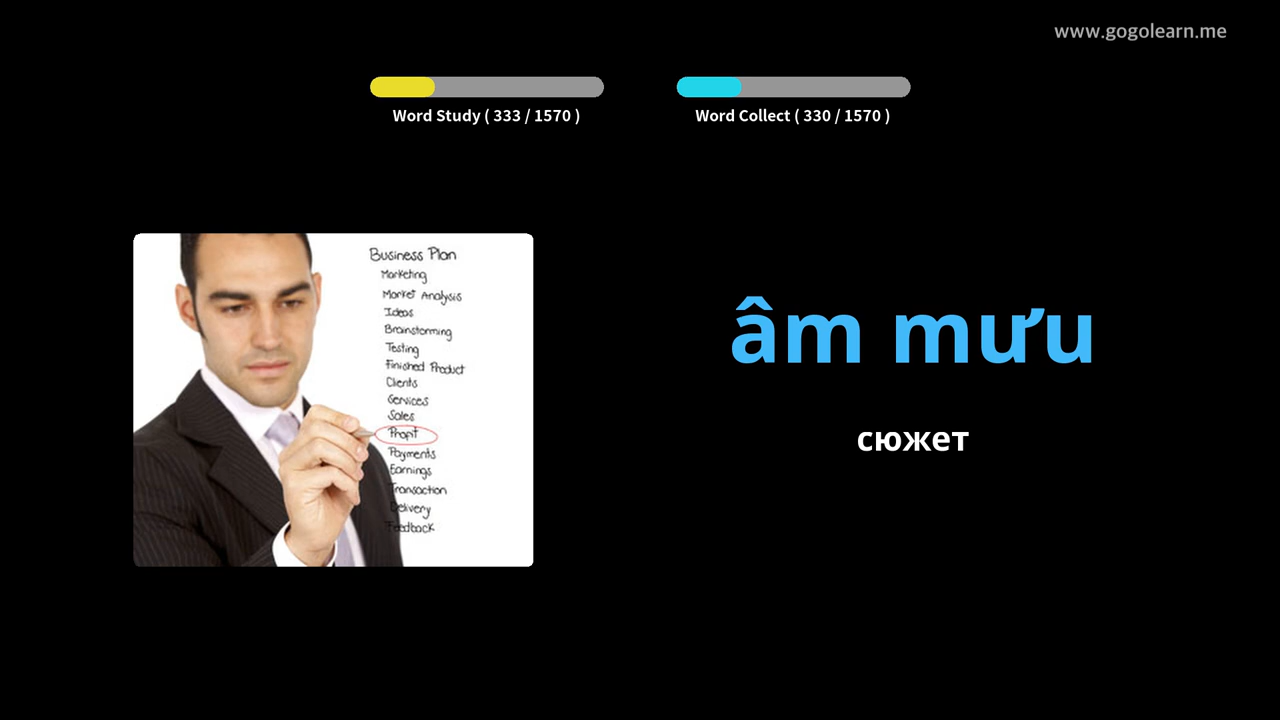 www.gogolearn.me
Word Study ( 333 / 1570 )
Word Collect ( 330 / 1570 )
Business Plan
Marketing
Market Analysis
Ideas
Brainstorming
Testing
Finished Product
Clients
Services
Sales
Profit
Payments
Earnings
Transaction
Delivery
Feedback
âm mưu
сюжет